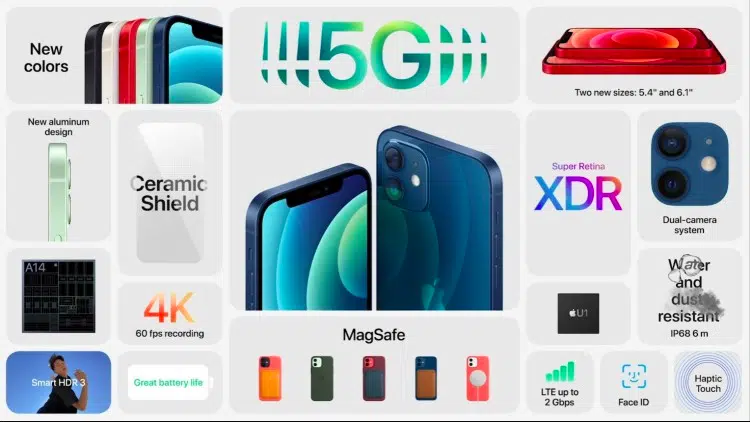 New
colors
5G
Two new sizes: 5.4" and 6.1"
New aluminum
design
Ceramic
Shield
Super Retina
XDR
Dual-camera
system
A14
4K
60 fps recording
MagSafe
U1
Water
and
dust
resistant
IP68 6 m
Smart HDR 3
Great battery life
LTE up to
2 Gbps
Face ID
Haptic
Touch